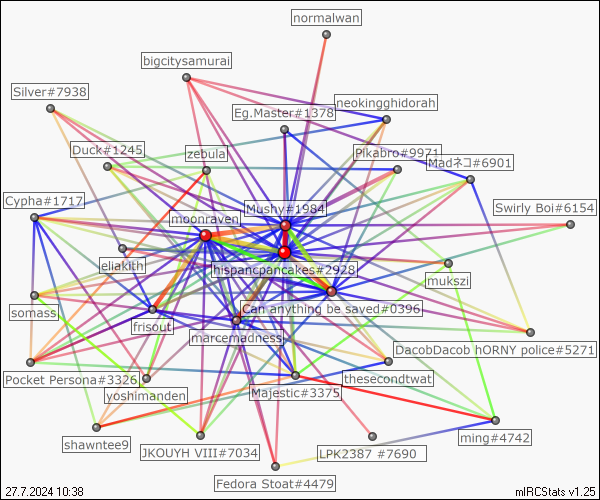 normalwan
bigcitysamurai
Silver#7938
neokingghidorah
Eg.Master#1378
Duck#1245
zebula
Pikabro#9971
Madネコ#6901
Cypha#1717
Mushy#1984
Swirly Boi#6154
moonraven
eliakith
hispancpancakes#2928
mukszi
somass
Can anything be saved#0396
frisout
marcemadness
DacobDacob hORNY police#5271
Pocket Persona#3326
thesecondtwat
yoshimanden
Majestic#3375
shawntee9
JKOUYH VIII#7034
LPK2387 #7690
ming#4742
Fedora Stoat#4479
27.7.2024 10:38
mIRCStats v1.25